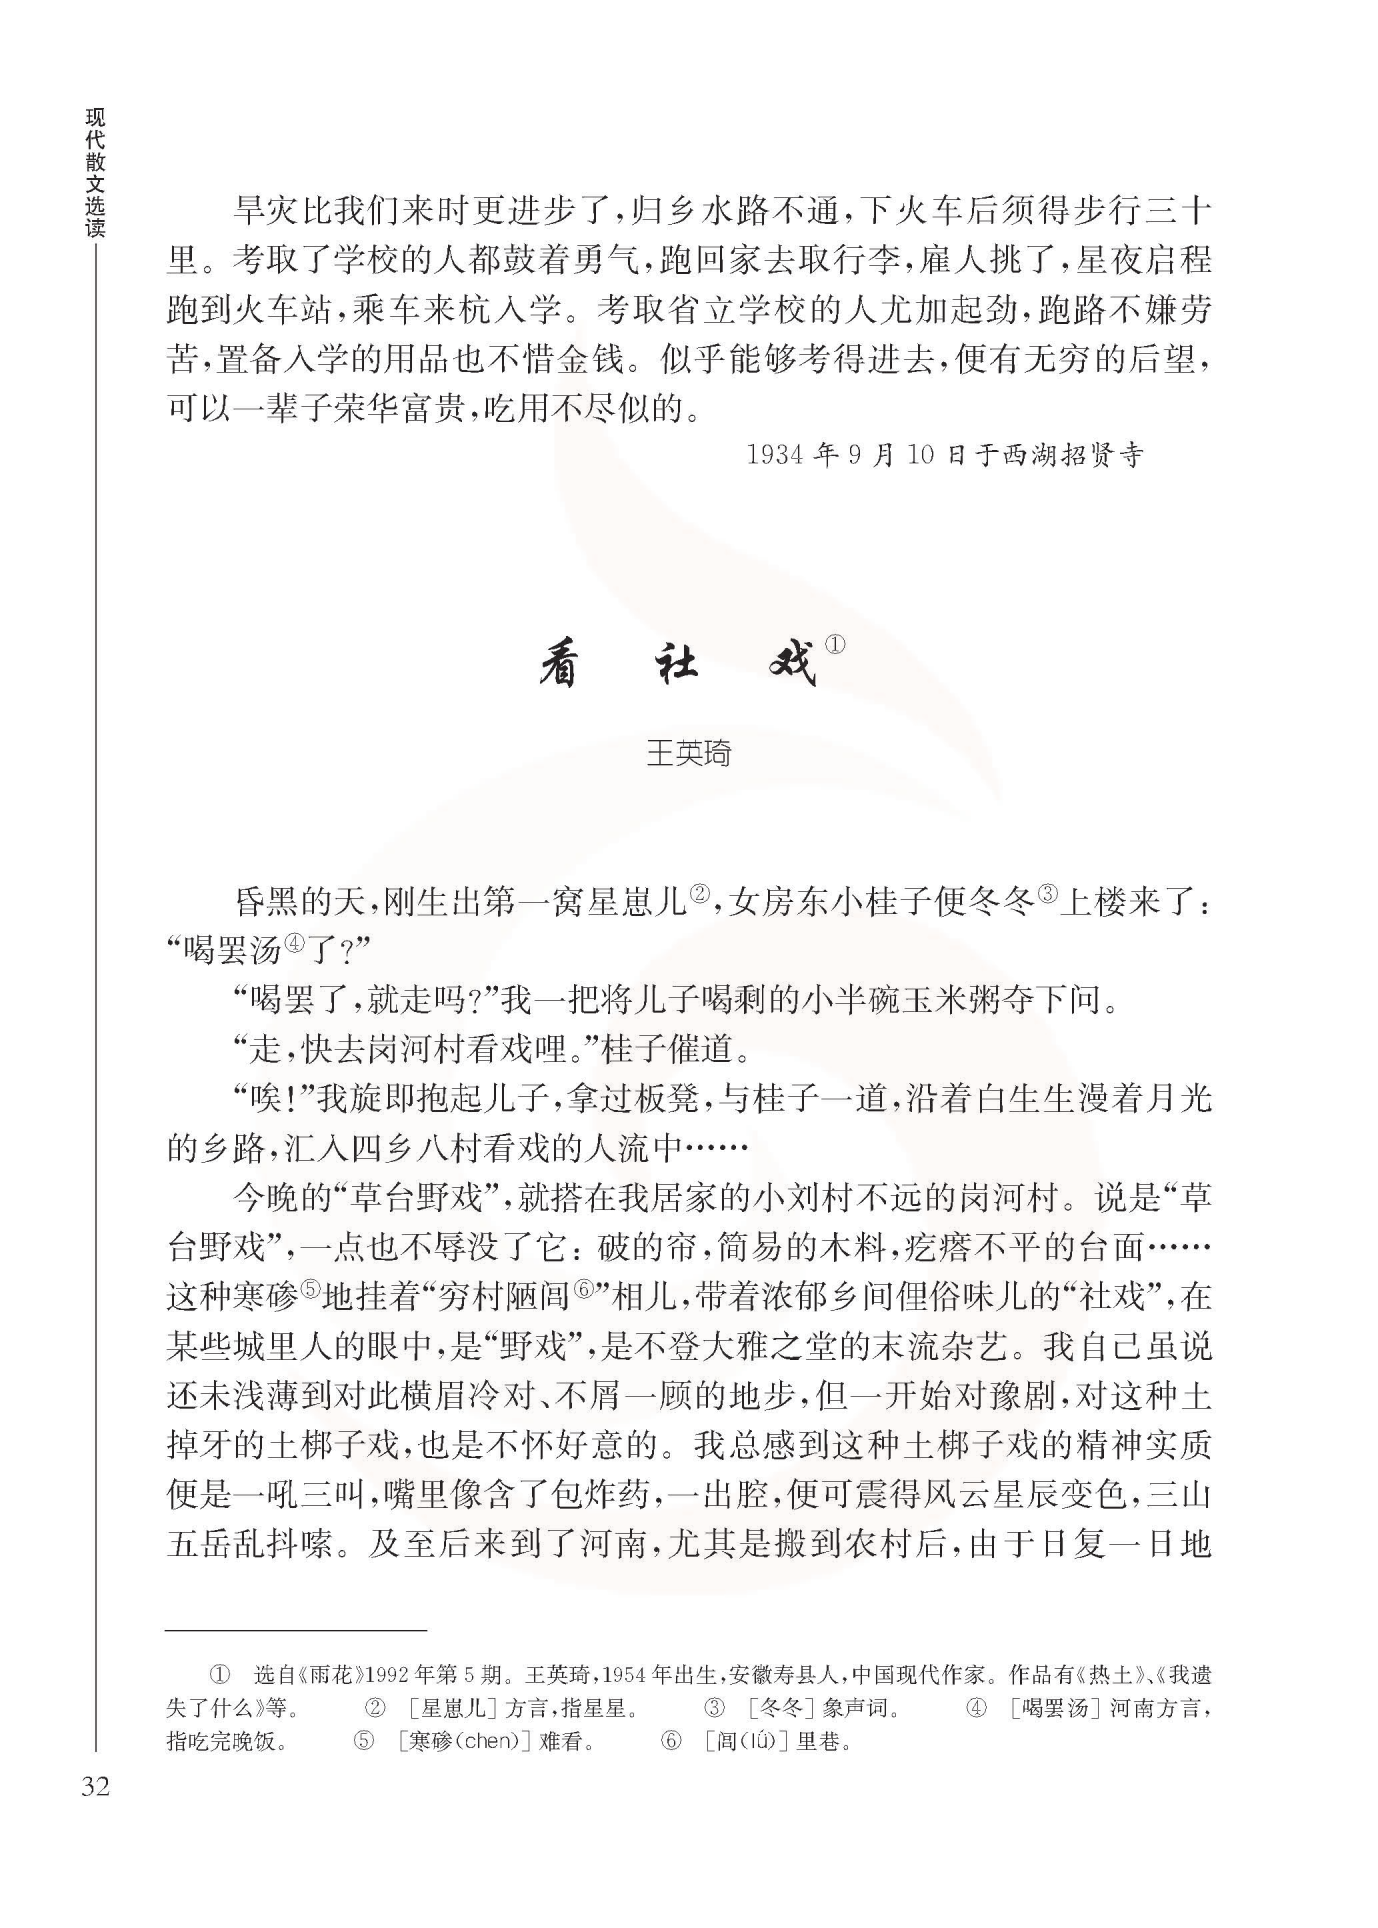 现代散文选读
旱灾比我们来时更进步了,归乡水路不通,下火车后须得步行三十
里。考取了学校的人都鼓着勇气,跑回家去取行李,雇人挑了,星夜启程
跑到火车站,乘车来杭入学。考取省立学校的人尤加起劲,跑路不嫌劳
苦,置备入学的用品也不惜金钱。似乎能够考得进去,便有无穷的后望,
可以一辈子荣华富贵,吃用不尽似的。
1934 年 9 月 10 日于西湖招贤寺
看 社 戏①
王英琦
昏黑的天,刚生出第一窝星崽儿②,女房东小桂子便冬冬③上楼来了:
“喝罢汤④了?”
“喝罢了,就走吗?”我一把将儿子喝剩的小半碗玉米粥夺下问。
“走,快去岗河村看戏哩。”桂子催道。
“唉!”我旋即抱起儿子,拿过板凳,与桂子一道,沿着白生生漫着月光
的乡路,汇入四乡八村看戏的人流中……
今晚的“草台野戏”,就搭在我居家的小刘村不远的岗河村。说是“草
台野戏”,一点也不辱没了它: 破的帘,简易的木料,疙瘩不平的台面……
这种寒碜⑤地挂着“穷村陋闾⑥”相儿,带着浓郁乡间俚俗味儿的“社戏”,在
某些城里人的眼中,是“野戏”,是不登大雅之堂的末流杂艺。我自己虽说
还未浅薄到对此横眉冷对、不屑一顾的地步,但一开始对豫剧,对这种土
掉牙的土梆子戏,也是不怀好意的。我总感到这种土梆子戏的精神实质
便是一吼三叫,嘴里像含了包炸药,一出腔,便可震得风云星辰变色,三山
五岳乱抖嗦。及至后来到了河南,尤其是搬到农村后,由于日复一日地
① 选自《雨花》1992 年第 5 期。王英琦,1954 年出生,安徽寿县人,中国现代作家。作品有《热土》、《我遗
失了什么》等。 ② [星崽儿] 方言,指星星。 ③ [冬冬] 象声词。 ④ [喝罢汤] 河南方言,
指吃完晚饭。 ⑤ [寒碜(chen)] 难看。 ⑥ [闾(lǘ)] 里巷。
32